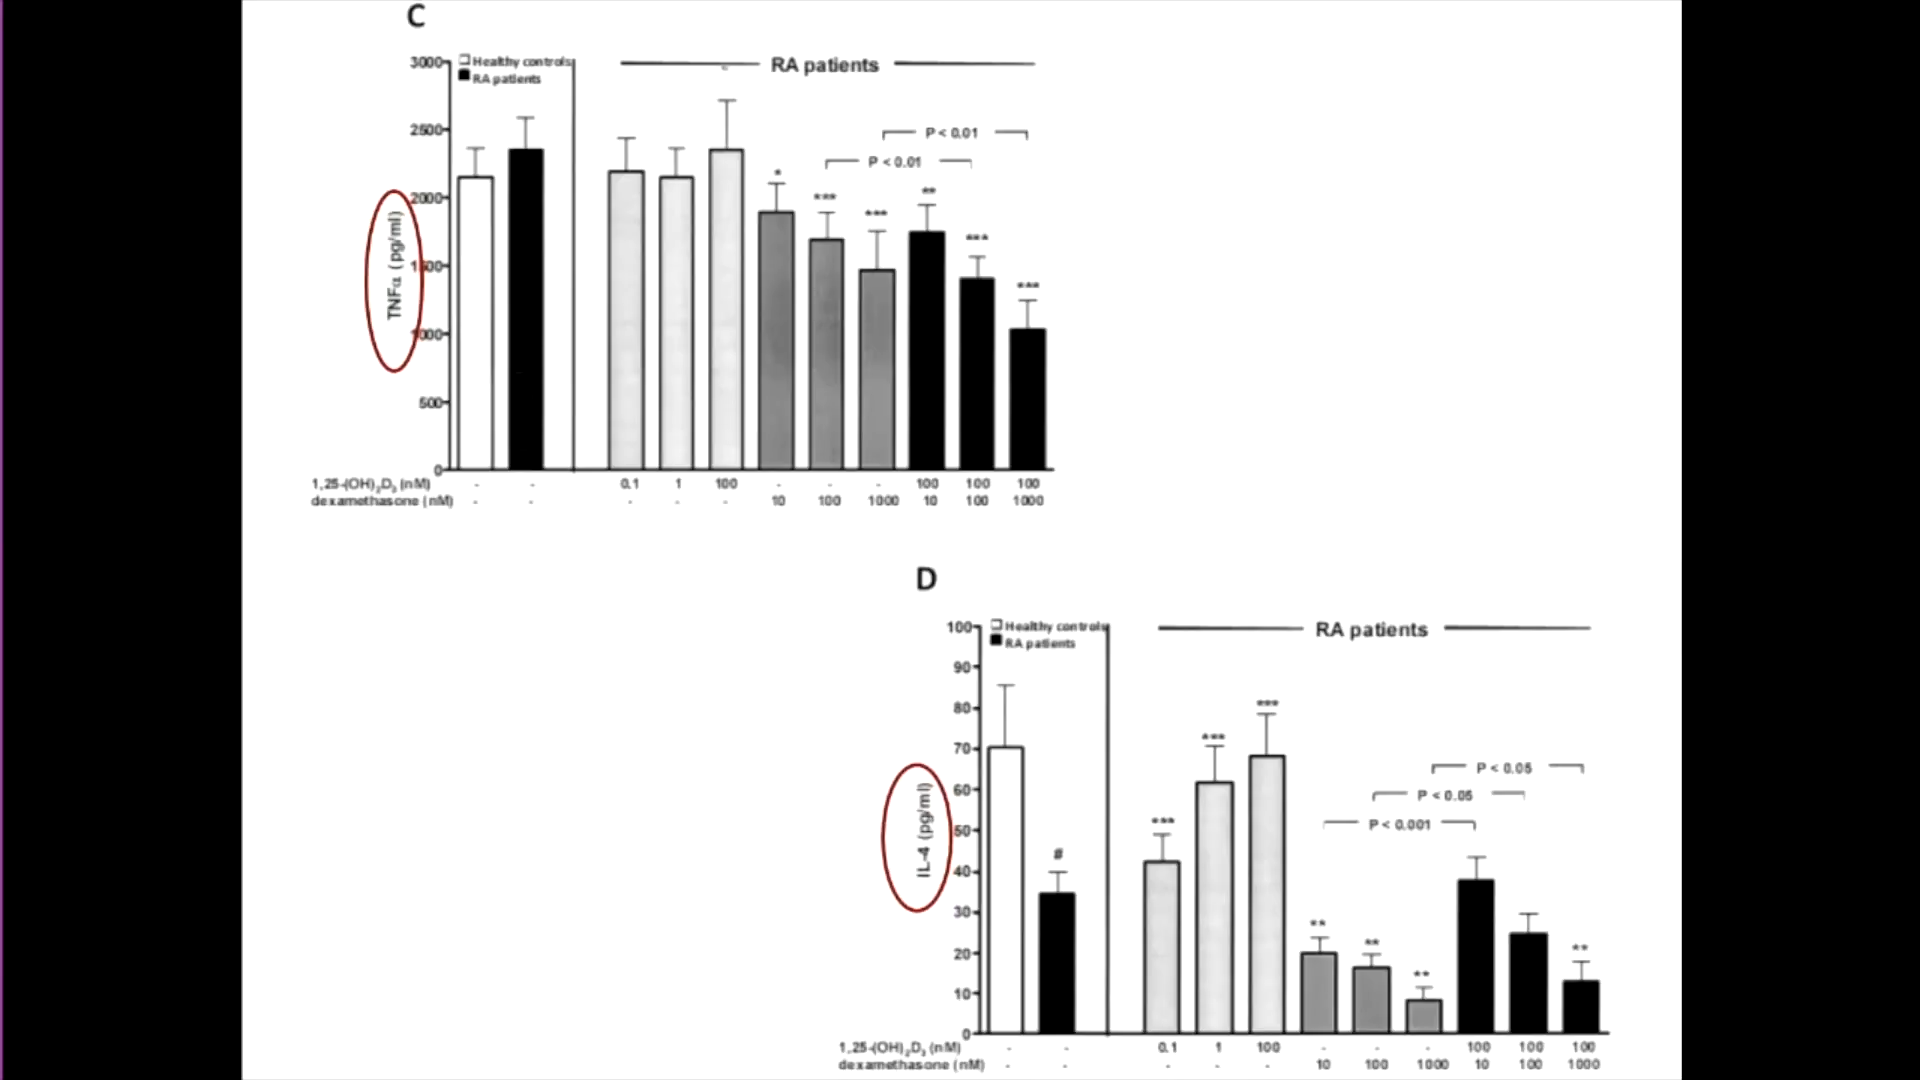 C
3000
Healthy controls
RA patients
RA patients
2500
P < 0.01
P < 0.01
*
***
***
**
***
***
2000
TNFα (pg/ml)
1500
1000
500
0
1,25-(OH)₂D₃ (nM) - - 0.1 1 100 - - - 100 100 100
dexamethasone (nM) - - - - - 10 100 1000 10 100 1000
D
100
Healthy controls
RA patients
RA patients
90
80
***
***
70
P < 0.05
60
P < 0.05
P < 0.001
***
50
IL-4 (pg/ml)
#
40
30
**
**
**
**
20
10
0
1,25-(OH)₂D₃ (nM) - - 0.1 1 100 - - - 100 100 100
dexamethasone (nM) - - - - - 10 100 1000 10 100 1000